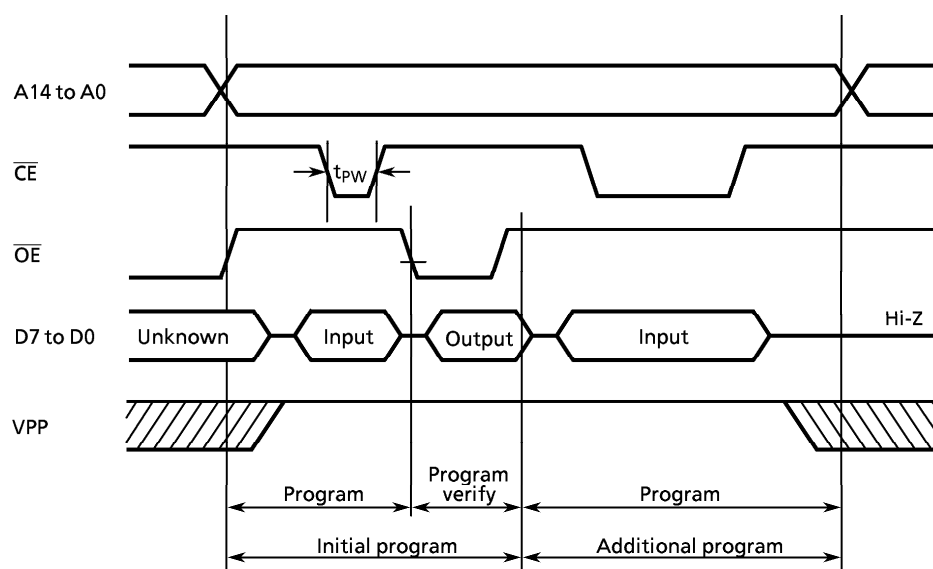 A14 to A0
CE
tPW
OE
D7 to D0
Unknown
Input
Output
Input
Hi-Z
VPP
Program
Program
verify
Program
Initial program
Additional program